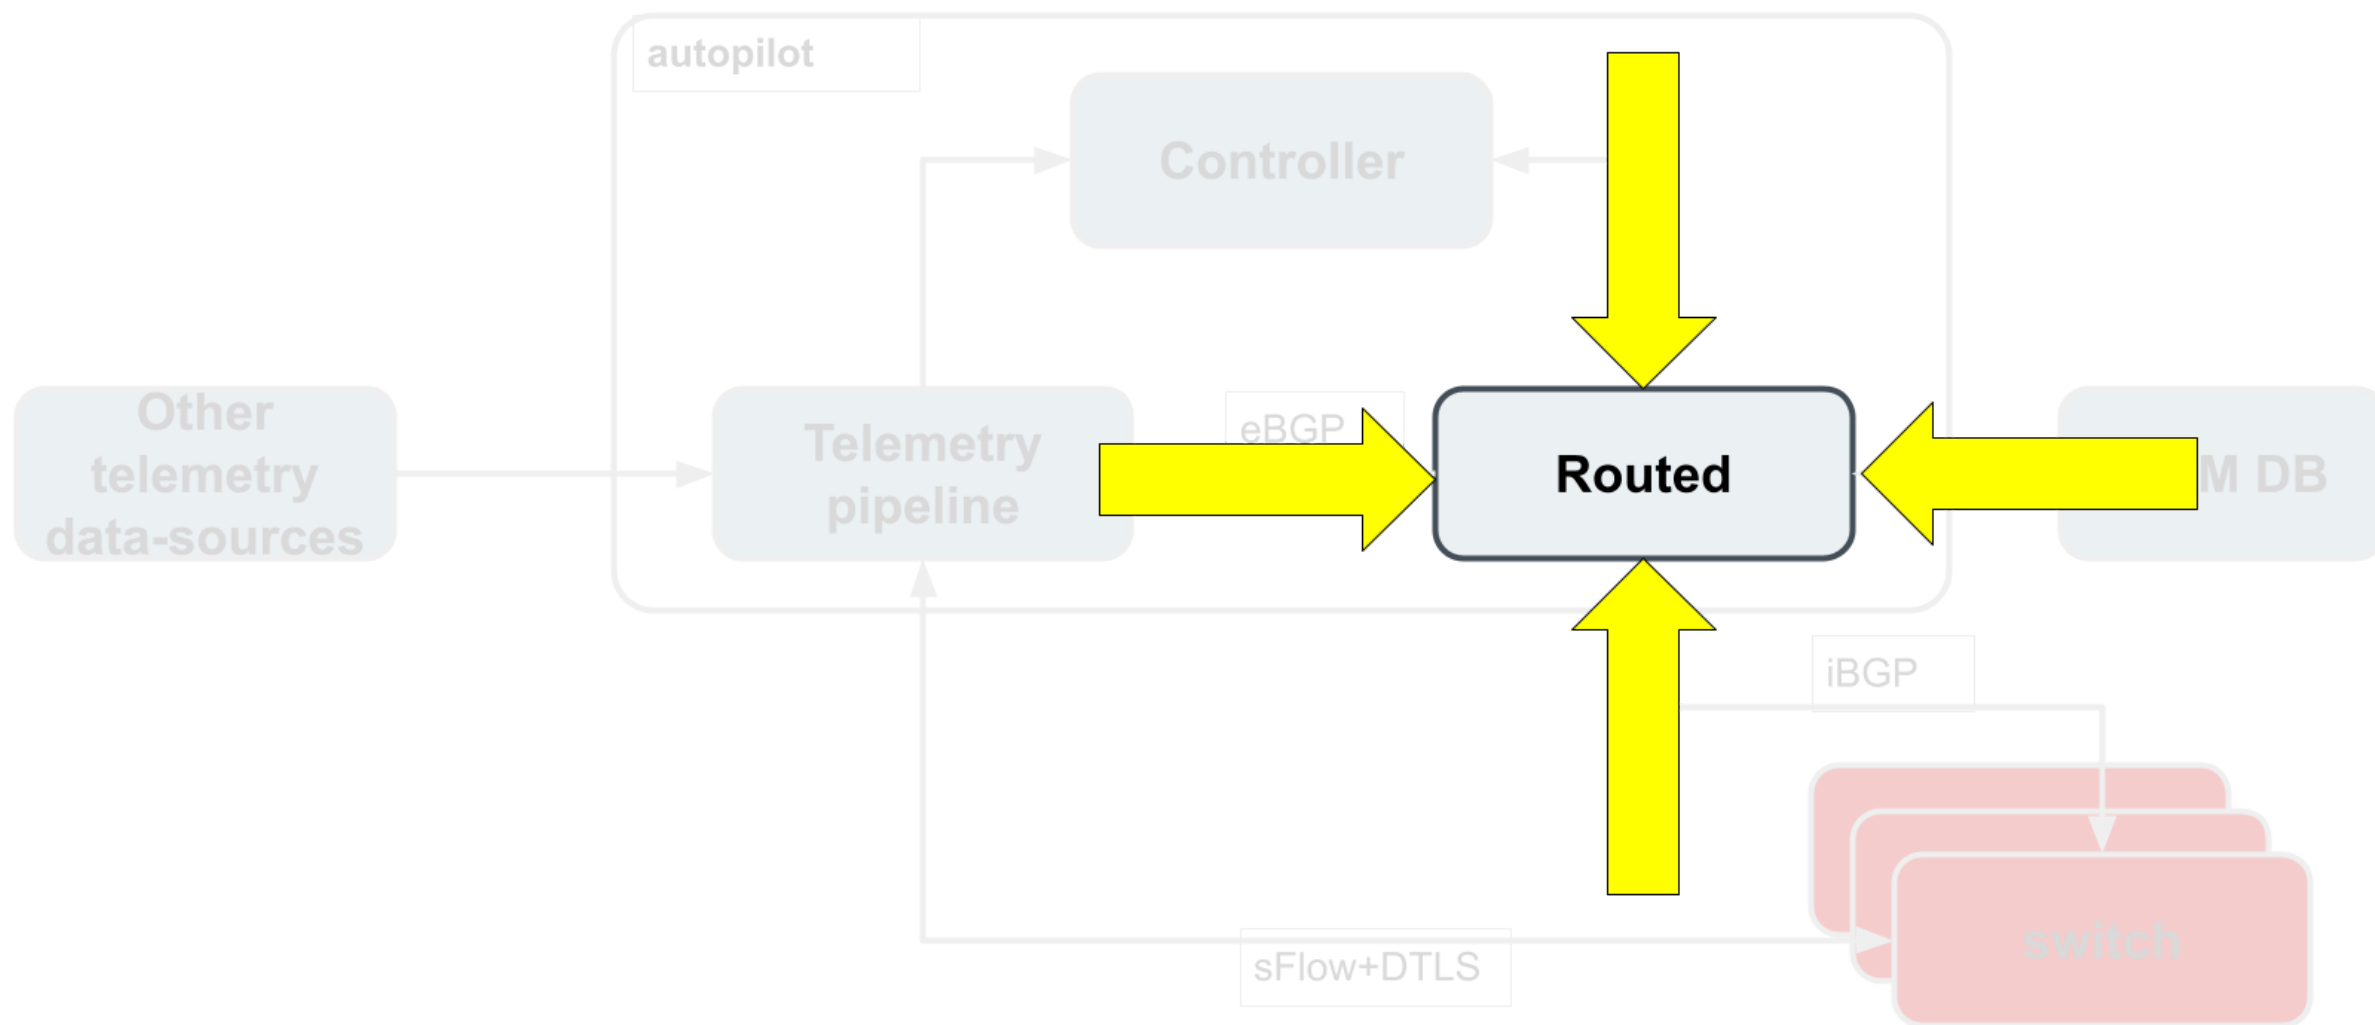 autopilot
Controller
Other
telemetry
data-sources
Telemetry
pipeline
eBGP
Routed
DB
iBGP
switch
sFlow+DTLS